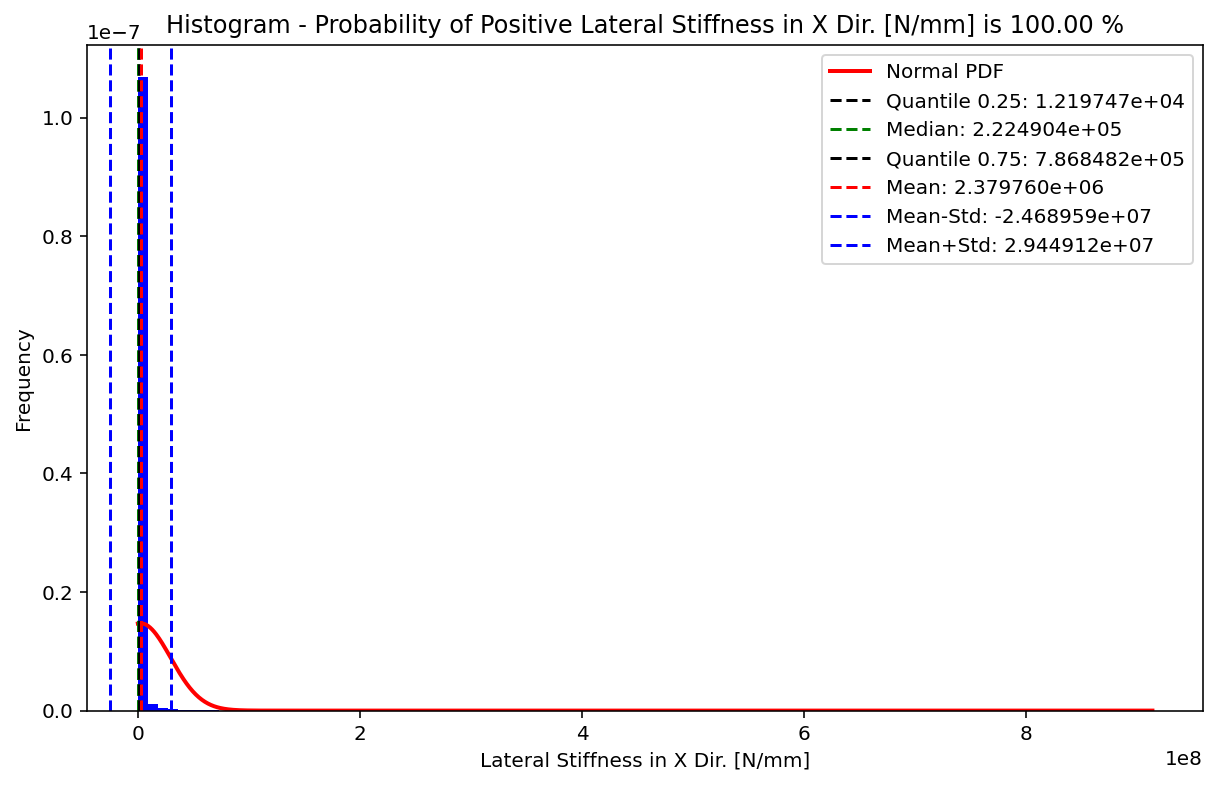 Histogram - Probability of Positive Lateral Stiffness in X Dir. [N/mm] is 100.00 %
1e−7
Normal PDF
Quantile 0.25: 1.219747e+04
Median: 2.224904e+05
Quantile 0.75: 7.868482e+05
Mean: 2.379760e+06
Mean-Std: -2.468959e+07
Mean+Std: 2.944912e+07
1.0
0.8
0.6
0.4
0.2
0.0
Frequency
0
2
4
6
8
1e8
Lateral Stiffness in X Dir. [N/mm]